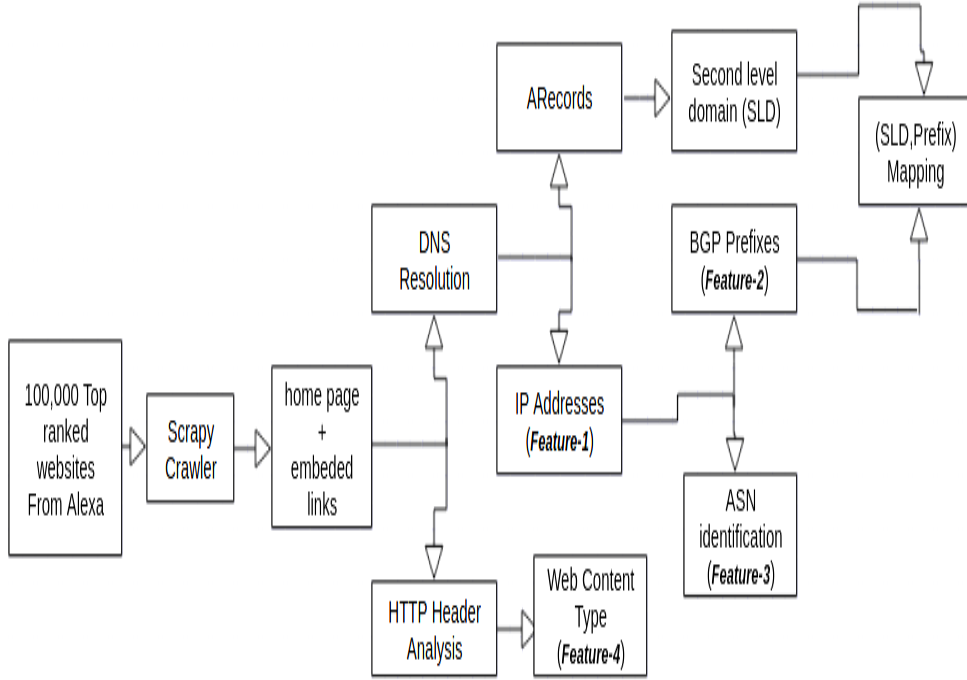 100,000 Top
ranked
websites
From Alexa
Scrapy
Crawler
home page
+
embeded
links
DNS
Resolution
HTTP Header
Analysis
ARecords
IP Addresses
(Feature-1)
Web Content
Type
(Feature-4)
Second level
domain (SLD)
BGP Prefixes
(Feature-2)
ASN
identification
(Feature-3)
(SLD,Prefix)
Mapping